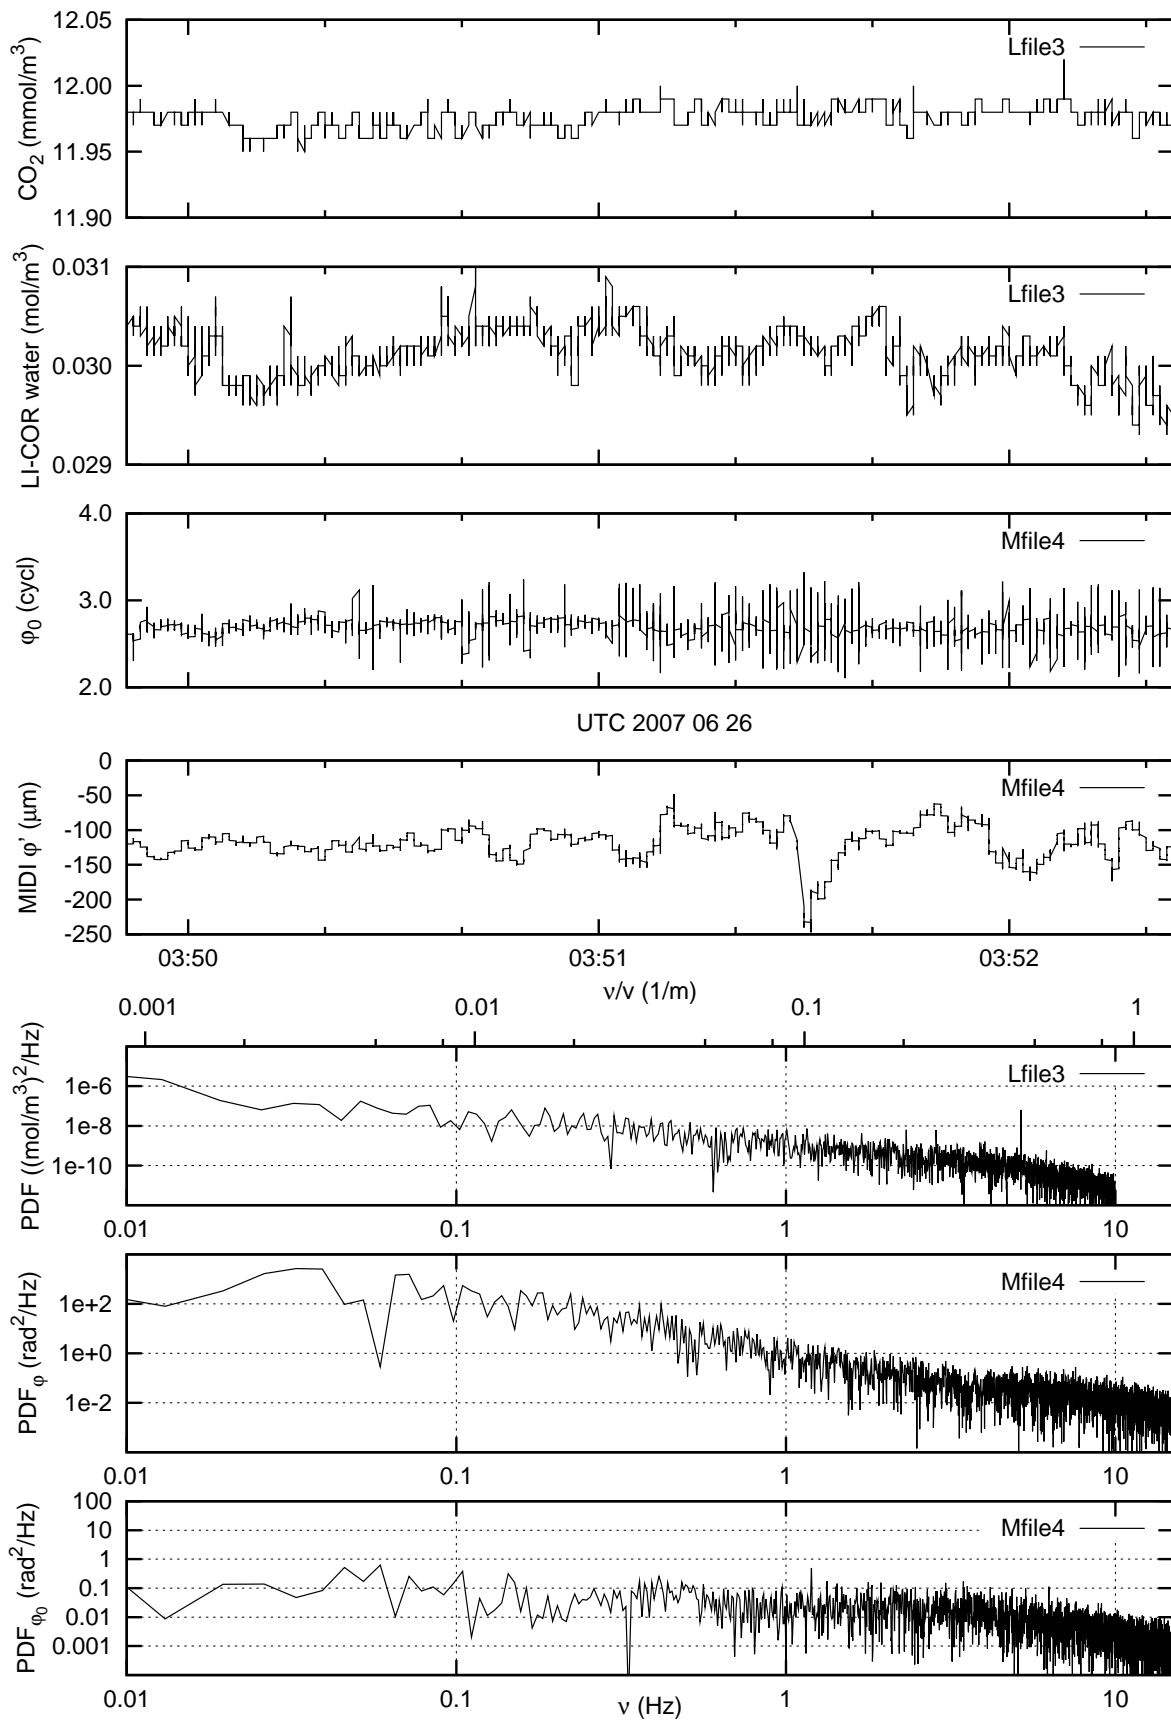 12.05
12.00
11.95
11.90
CO₂ (mmol/m³)
Lfile3
0.031
0.030
0.029
LI-COR water (mol/m³)
Lfile3
4.0
3.0
2.0
φ₀ (cycl)
Mfile4
UTC 2007 06 26
0
-50
-100
-150
-200
-250
MIDI φ' (μm)
Mfile4
03:50 03:51 03:52
ν/v (1/m)
0.001 0.01 0.1 1
1e-6
1e-8
1e-10
PDF ((mol/m³)²/Hz)
Lfile3
0.01 0.1 1 10
1e+2
1e+0
1e-2
PDF_φ (rad²/Hz)
Mfile4
0.01 0.1 1 10
100
10
1
0.1
0.01
0.001
PDF_φ₀ (rad²/Hz)
Mfile4
0.01 0.1 1 10
ν (Hz)